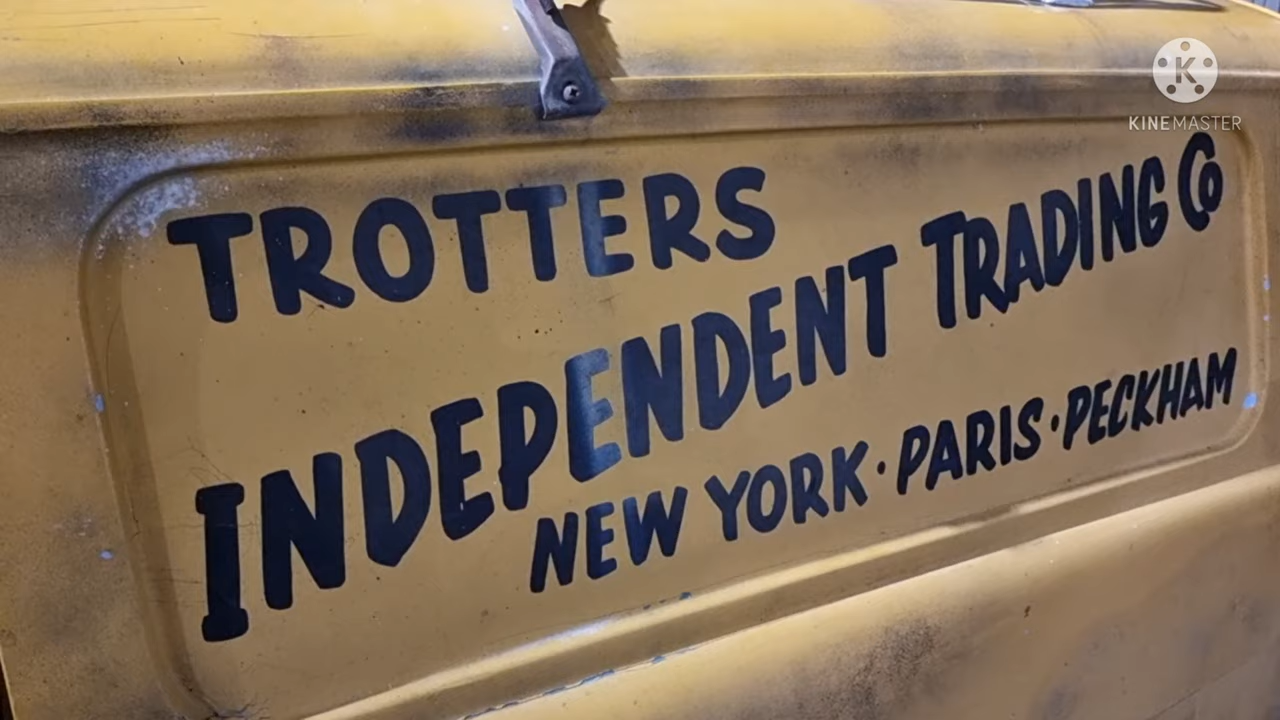 K
KINEMASTER
TROTTERS
INDEPENDENT TRADING CO
NEW YORK · PARIS · PECKHAM